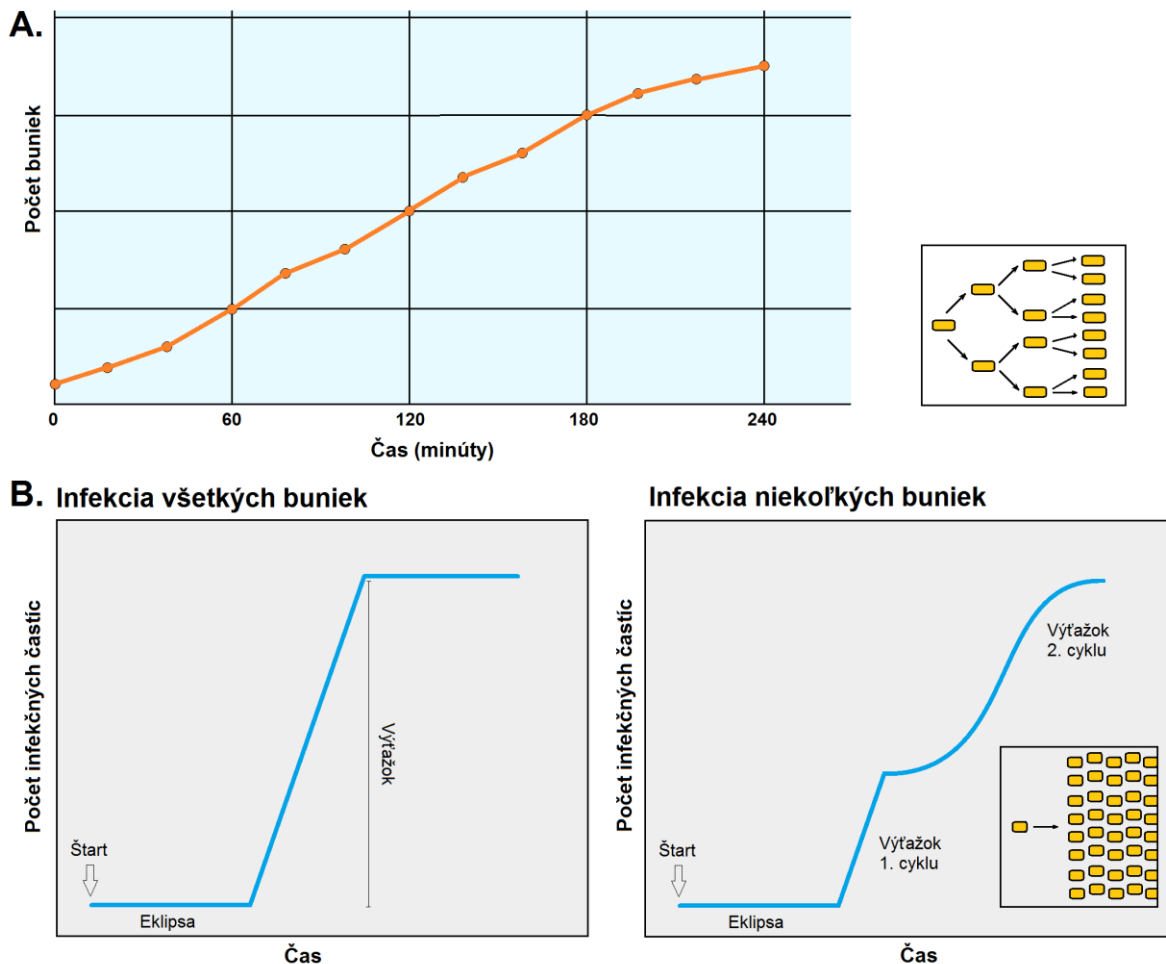 A.
Počet buniek
0
60
120
180
240
Čas (minúty)
B.
Infekcia všetkých buniek
Počet infekčných častíc
Štart
Eklipsa
Výťažok
Čas
Infekcia niekoľkých buniek
Počet infekčných častíc
Štart
Eklipsa
Výťažok
1. cyklu
Výťažok
2. cyklu
Čas